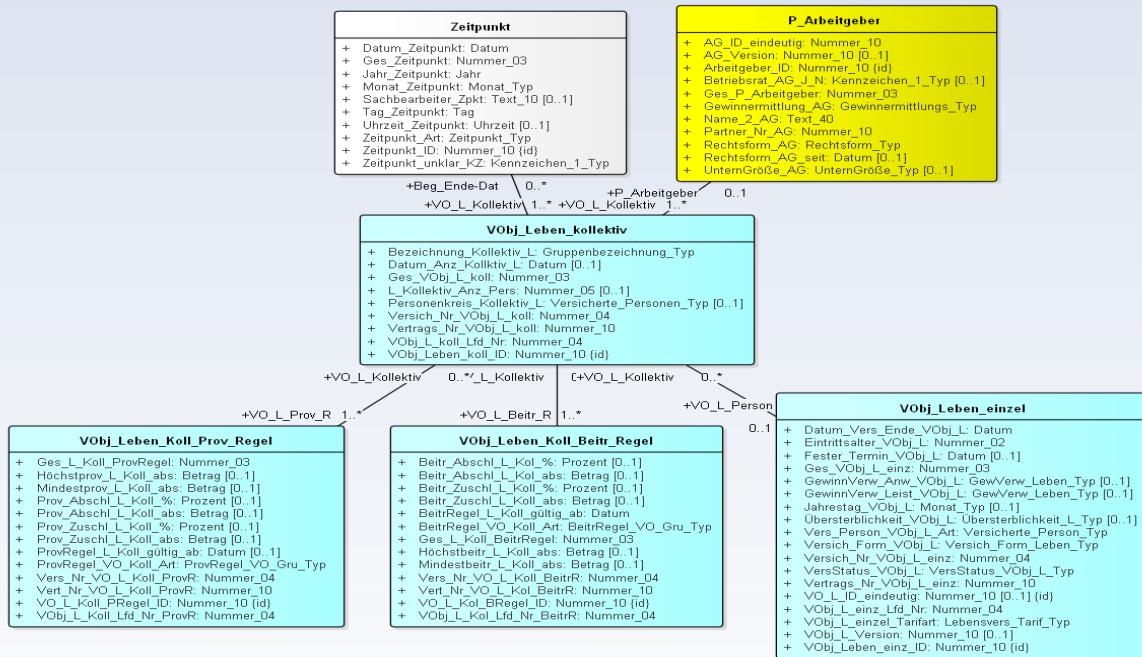 Zeitpunkt
+ Datum_Zeitpunkt: Datum
+ Ges_Zeitpunkt: Nummer_03
+ Jahr_Zeitpunkt: Jahr
+ Monat_Zeitpunkt: Monat_Typ
+ Sachbearbeiter_Zpkt: Text_10 [0..1]
+ Tag_Zeitpunkt: Tag
+ Uhrzeit_Zeitpunkt: Uhrzeit [0..1]
+ Zeitpunkt_Art: Zeitpunkt_Typ
+ Zeitpunkt_ID: Nummer_10 {id}
+ Zeitpunkt_unklar_KZ: Kennzeichen_1_Typ
P_Arbeitgeber
+ AG_ID_eindeutig: Nummer_10
+ AG_Version: Nummer_10 [0..1]
+ Arbeitgeber_ID: Nummer_10 {id}
+ Betriebsrat_AG_J_N: Kennzeichen_1_Typ [0..1]
+ Ges_P_Arbeitgeber: Nummer_03
+ Gewinnermittlung_AG: Gewinnermittlungs_Typ
+ Name_2_AG: Text_40
+ Partner_Nr_AG: Nummer_10
+ Rechtsform_AG: Rechtsform_Typ
+ Rechtsform_AG_seit: Datum [0..1]
+ UnternGröße_AG: UnternGröße_Typ [0..1]
+Beg_Ende-Dat 0..*
+P_Arbeitgeber 0..1
+VO_L_Kollektiv 1..* +VO_L_Kollektiv 1..*
VObj_Leben_kollektiv
+ Bezeichnung_Kollektiv_L: Gruppenbezeichnung_Typ
+ Datum_Anz_Kollktiv_L: Datum [0..1]
+ Ges_VObj_L_koll: Nummer_03
+ L_Kollektiv_Anz_Pers: Nummer_05 [0..1]
+ Personenkreis_Kollektiv_L: Versicherte_Personen_Typ [0..1]
+ Versich_Nr_VObj_L_koll: Nummer_04
+ Vertrags_Nr_VObj_L_koll: Nummer_10
+ VObj_L_koll_Lfd_Nr: Nummer_04
+ VObj_Leben_koll_ID: Nummer_10 {id}
+VO_L_Kollektiv 0..* _L_Kollektiv +VO_L_Kollektiv 0..*
+VO_L_Prov_R 1..*
+VO_L_Beitr_R 1..*
+VO_L_Person
0..1
VObj_Leben_Koll_Prov_Regel
+ Ges_L_Koll_ProvRegel: Nummer_03
+ Höchstprov_L_Koll_abs: Betrag [0..1]
+ Mindestprov_L_Koll_abs: Betrag [0..1]
+ Prov_Abschl_L_Koll_%: Prozent [0..1]
+ Prov_Abschl_L_Koll_abs: Betrag [0..1]
+ Prov_Zuschl_L_Koll_%: Prozent [0..1]
+ Prov_Zuschl_L_Koll_abs: Betrag [0..1]
+ ProvRegel_L_Koll_gültig_ab: Datum [0..1]
+ ProvRegel_VO_Koll_Art: ProvRegel_VO_Gru_Typ
+ Vers_Nr_VO_L_Koll_ProvR: Nummer_04
+ Vert_Nr_VO_L_Koll_ProvR: Nummer_10
+ VO_L_Koll_PRegel_ID: Nummer_10 {id}
+ VObj_L_Koll_Lfd_Nr_ProvR: Nummer_04
VObj_Leben_Koll_Beitr_Regel
+ Beitr_Abschl_L_Kol_%: Prozent [0..1]
+ Beitr_Abschl_L_Kol_abs: Betrag [0..1]
+ Beitr_Zuschl_L_Kol_%: Prozent [0..1]
+ Beitr_Zuschl_L_Kol_abs: Betrag [0..1]
+ BeitrRegel_L_Koll_gültig_ab: Datum
+ BeitrRegel_VO_Koll_Art: BeitrRegel_VO_Gru_Typ
+ Ges_L_Koll_BeitrRegel: Nummer_03
+ Höchstbeitr_L_Koll_abs: Betrag [0..1]
+ Mindestbeitr_L_Koll_abs: Betrag [0..1]
+ Vers_Nr_VO_L_Koll_BeitrR: Nummer_04
+ Vert_Nr_VO_L_Kol_BeitrR: Nummer_10
+ VO_L_Kol_BRegel_ID: Nummer_10 {id}
+ VObj_L_Kol_Lfd_Nr_BeitrR: Nummer_04
VObj_Leben_einzel
+ Datum_Vers_Ende_VObj_L: Datum
+ Eintrittsalter_VObj_L: Nummer_02
+ Fester_Termin_VObj_L: Datum [0..1]
+ Ges_VObj_L_einz: Nummer_03
+ GewinnVerw_Anw_VObj_L: GewVerw_Leben_Typ [0..1]
+ GewinnVerw_Leist_VObj_L: GewVerw_Leben_Typ [0..1]
+ Jahrestag_VObj_L: Monat_Typ [0..1]
+ Übersterblichkeit_VObj_L: Übersterblichkeit_L_Typ [0..1]
+ Vers_Person_VObj_L_Art: Versicherte_Person_Typ
+ Versich_Form_VObj_L: Versich_Form_Leben_Typ
+ Versich_Nr_VObj_L_einz: Nummer_04
+ VersStatus_VObj_L: VersStatus_VObj_L_Typ
+ Vertrags_Nr_VObj_L_einz: Nummer_10
+ VO_L_ID_eindeutig: Nummer_10 [0..1] {id}
+ VObj_L_einz_Lfd_Nr: Nummer_04
+ VObj_L_einzel_Tarifart: Lebensvers_Tarif_Typ
+ VObj_L_Version: Nummer_10 [0..1]
+ VObj_Leben_einz_ID: Nummer_10 {id}